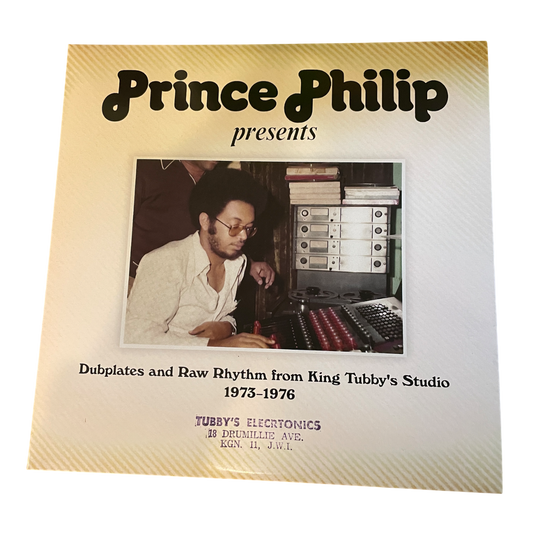 Prince Philip
presents
Dubplates and Raw Rhythm from King Tubby's Studio
1973–1976
TUBBY'S ELECRTONICS
18 DRUMILLIE AVE.
KGN. 11, J.W.I.